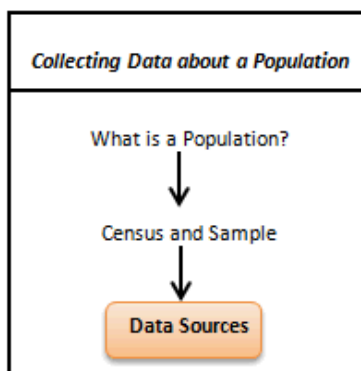 Collecting Data about a Population
What is a Population?
Census and Sample
Data Sources